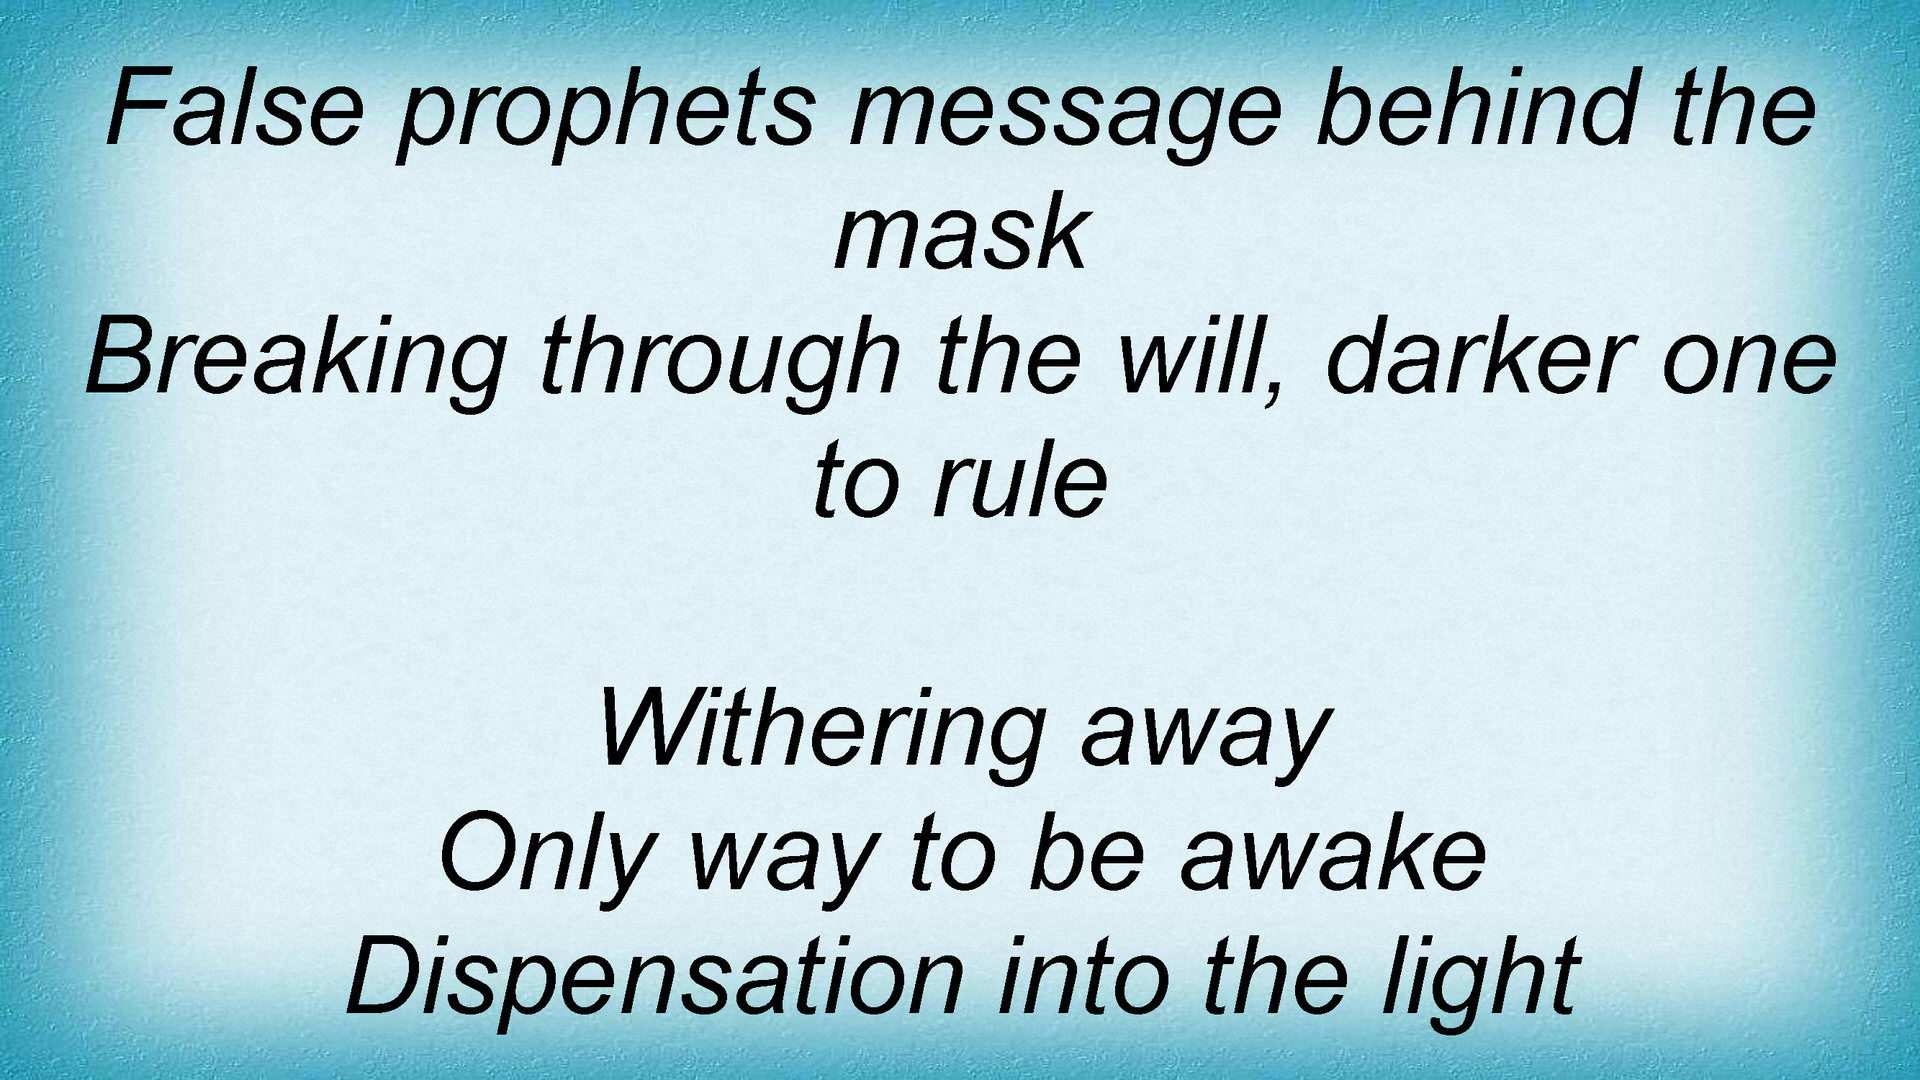 False prophets message behind the
mask
Breaking through the will, darker one
to rule
Withering away
Only way to be awake
Dispensation into the light